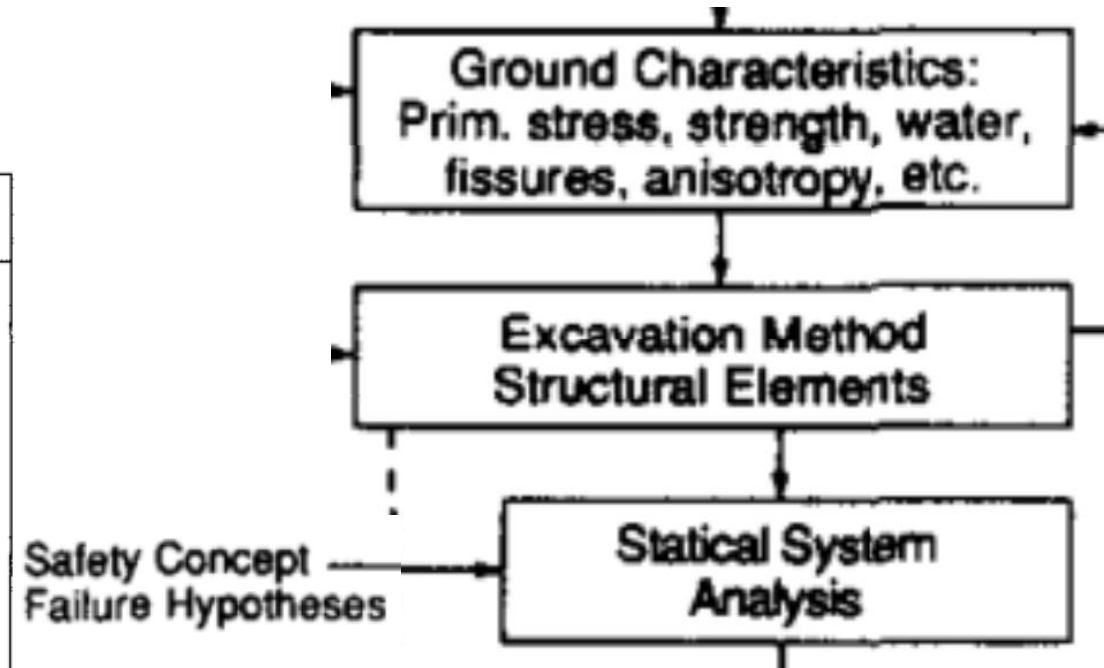 Ground Characteristics:
Prim. stress, strength, water,
fissures, anisotropy, etc.
Excavation Method
Structural Elements
Statical System
Analysis
Safety Concept
Failure Hypotheses